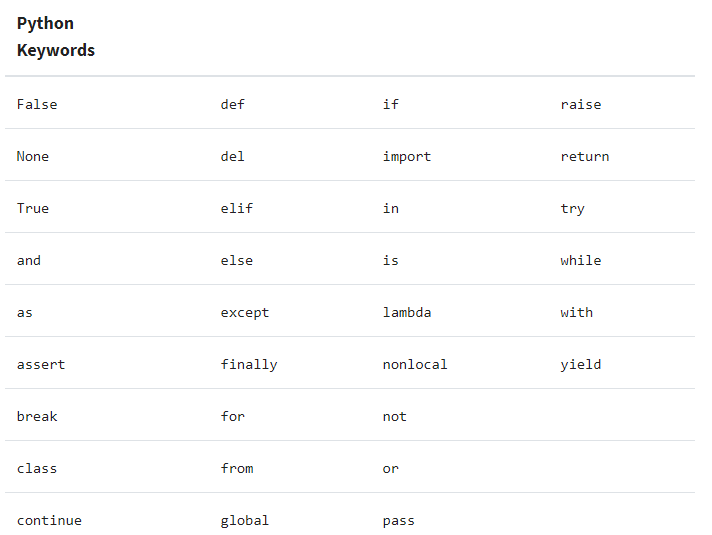 Python
Keywords
False def if raise
None del import return
True elif in try
and else is while
as except lambda with
assert finally nonlocal yield
break for not
class from or
continue global pass